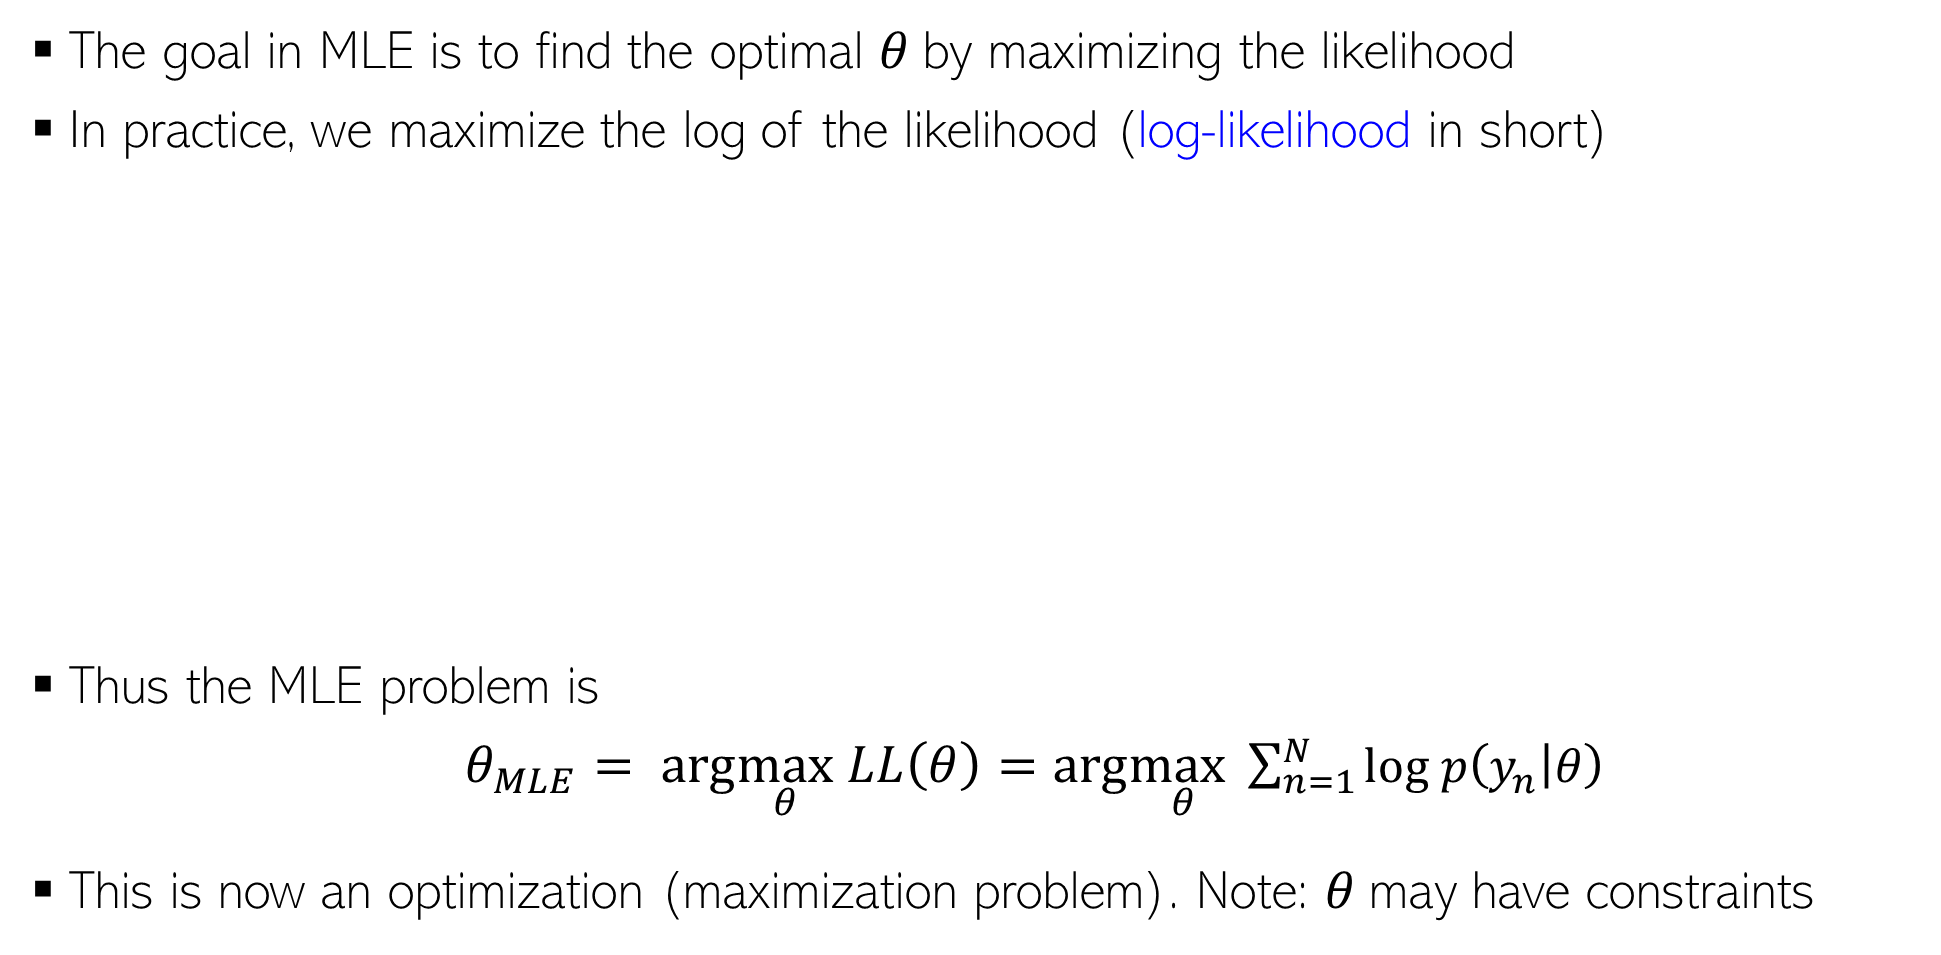 ▪ The goal in MLE is to find the optimal 𝜽 by maximizing the likelihood
▪ In practice, we maximize the log of the likelihood (log-likelihood in short)
▪ Thus the MLE problem is
𝜃_{𝑀𝐿𝐸} = argmax_𝜃 𝐿𝐿(𝜃) = argmax_𝜃 ∑_{𝑛=1}^{𝑁} log 𝑝(𝑦_𝑛|𝜃)
▪ This is now an optimization (maximization problem). Note: 𝜽 may have constraints